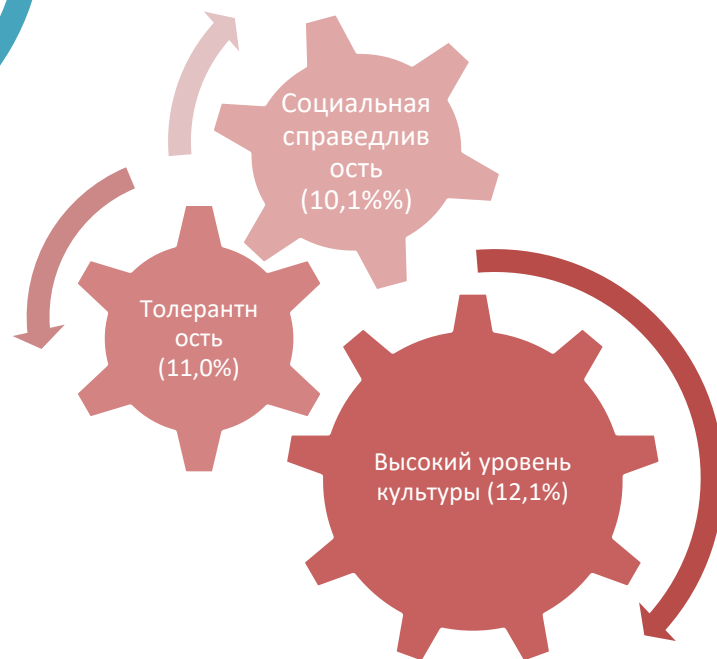 Социальная
справедлив
ость
(10,1%%)
Толерантн
ость
(11,0%)
Высокий уровень
культуры (12,1%)